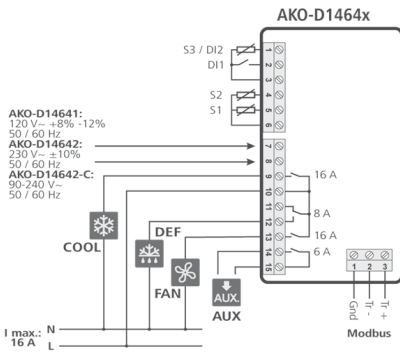 AKO-D1464x
S3 / DI2
DI1
S2
S1
1
2
3
4
5
6
AKO-D14641:
120 V~ +8% -12%
50 / 60 Hz
AKO-D14642:
230 V~ ±10%
50 / 60 Hz
AKO-D14642-C:
90-240 V~
50 / 60 Hz
7
8
9
10
11
12
13
14
15
16 A
8 A
16 A
6 A
COOL
DEF
FAN
AUX.
AUX
1
2
3
Gnd
Tr -
Tr +
Modbus
I max.:
16 A
N
L